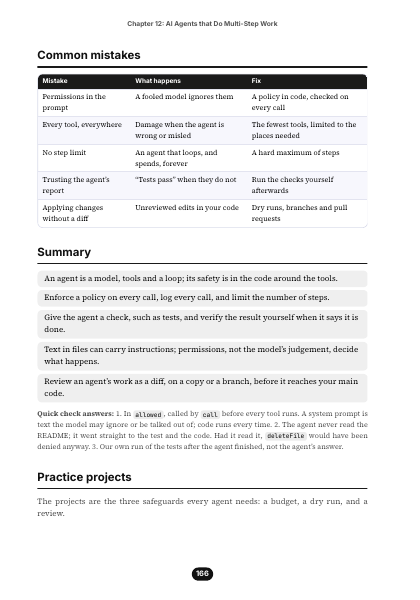 Chapter 12: AI Agents that Do Multi-Step Work
Common mistakes
Mistake What happens Fix
Permissions in the prompt A fooled model ignores them A policy in code, checked on every call
Every tool, everywhere Damage when the agent is wrong or misled The fewest tools, limited to the places needed
No step limit An agent that loops, and spends, forever A hard maximum of steps
Trusting the agent's report "Tests pass" when they do not Run the checks yourself afterwards
Applying changes without a diff Unreviewed edits in your code Dry runs, branches and pull requests
Summary
An agent is a model, tools and a loop; its safety is in the code around the tools.
Enforce a policy on every call, log every call, and limit the number of steps.
Give the agent a check, such as tests, and verify the result yourself when it says it is
done.
Text in files can carry instructions; permissions, not the model's judgement, decide
what happens.
Review an agent's work as a diff, on a copy or a branch, before it reaches your main
code.
Quick check answers: 1. In allowed, called by call before every tool runs. A system prompt is
text the model may ignore or be talked out of; code runs every time. 2. The agent never read the
README; it went straight to the test and the code. Had it read it, deleteFile would have been
denied anyway. 3. Our own run of the tests after the agent finished, not the agent's answer.
Practice projects
The projects are the three safeguards every agent needs: a budget, a dry run, and a
review.
166